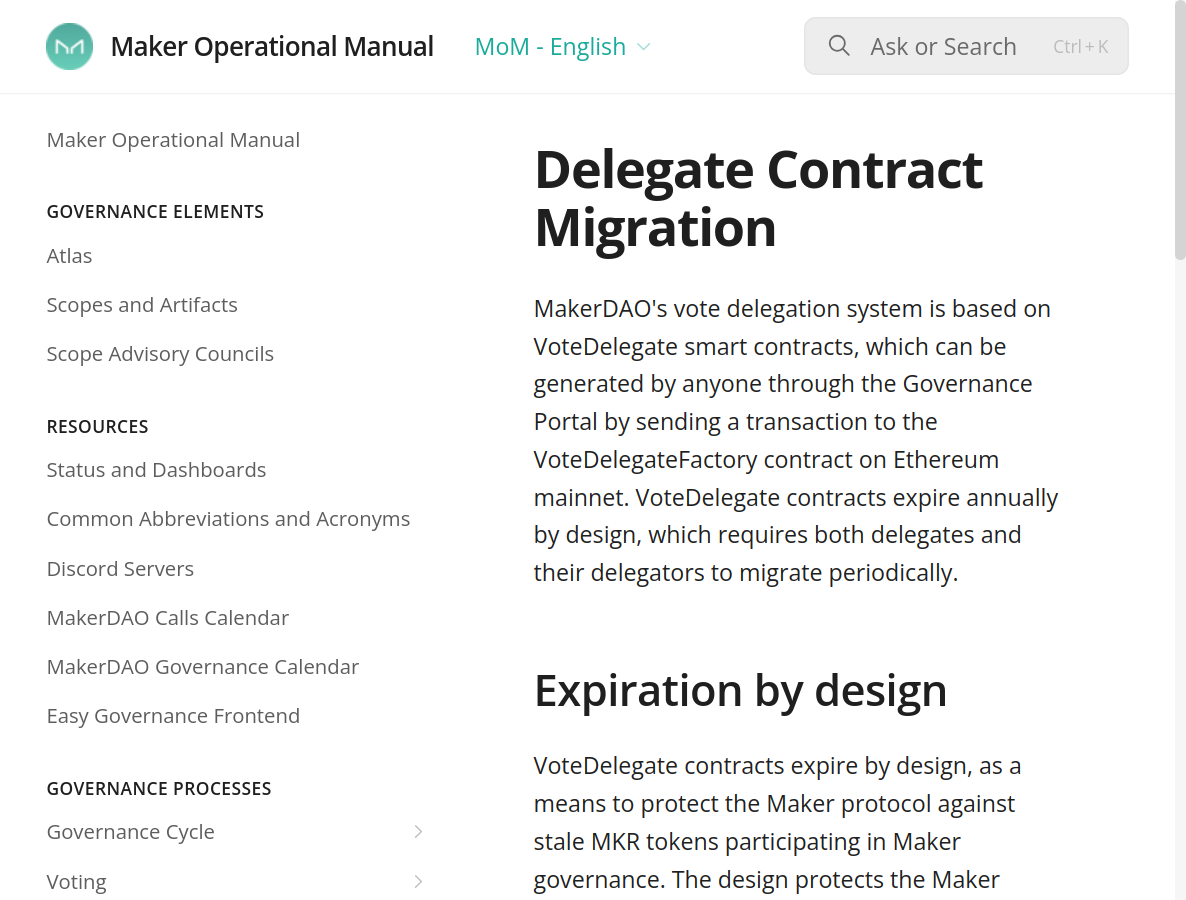 Maker Operational Manual
MoM - English
Ask or Search
Ctrl + K
Maker Operational Manual
GOVERNANCE ELEMENTS
Atlas
Scopes and Artifacts
Scope Advisory Councils
RESOURCES
Status and Dashboards
Common Abbreviations and Acronyms
Discord Servers
MakerDAO Calls Calendar
MakerDAO Governance Calendar
Easy Governance Frontend
GOVERNANCE PROCESSES
Governance Cycle
Voting
Delegate Contract
Migration
MakerDAO's vote delegation system is based on
VoteDelegate smart contracts, which can be
generated by anyone through the Governance
Portal by sending a transaction to the
VoteDelegateFactory contract on Ethereum
mainnet. VoteDelegate contracts expire annually
by design, which requires both delegates and
their delegators to migrate periodically.
Expiration by design
VoteDelegate contracts expire by design, as a
means to protect the Maker protocol against
stale MKR tokens participating in Maker
governance. The design protects the Maker